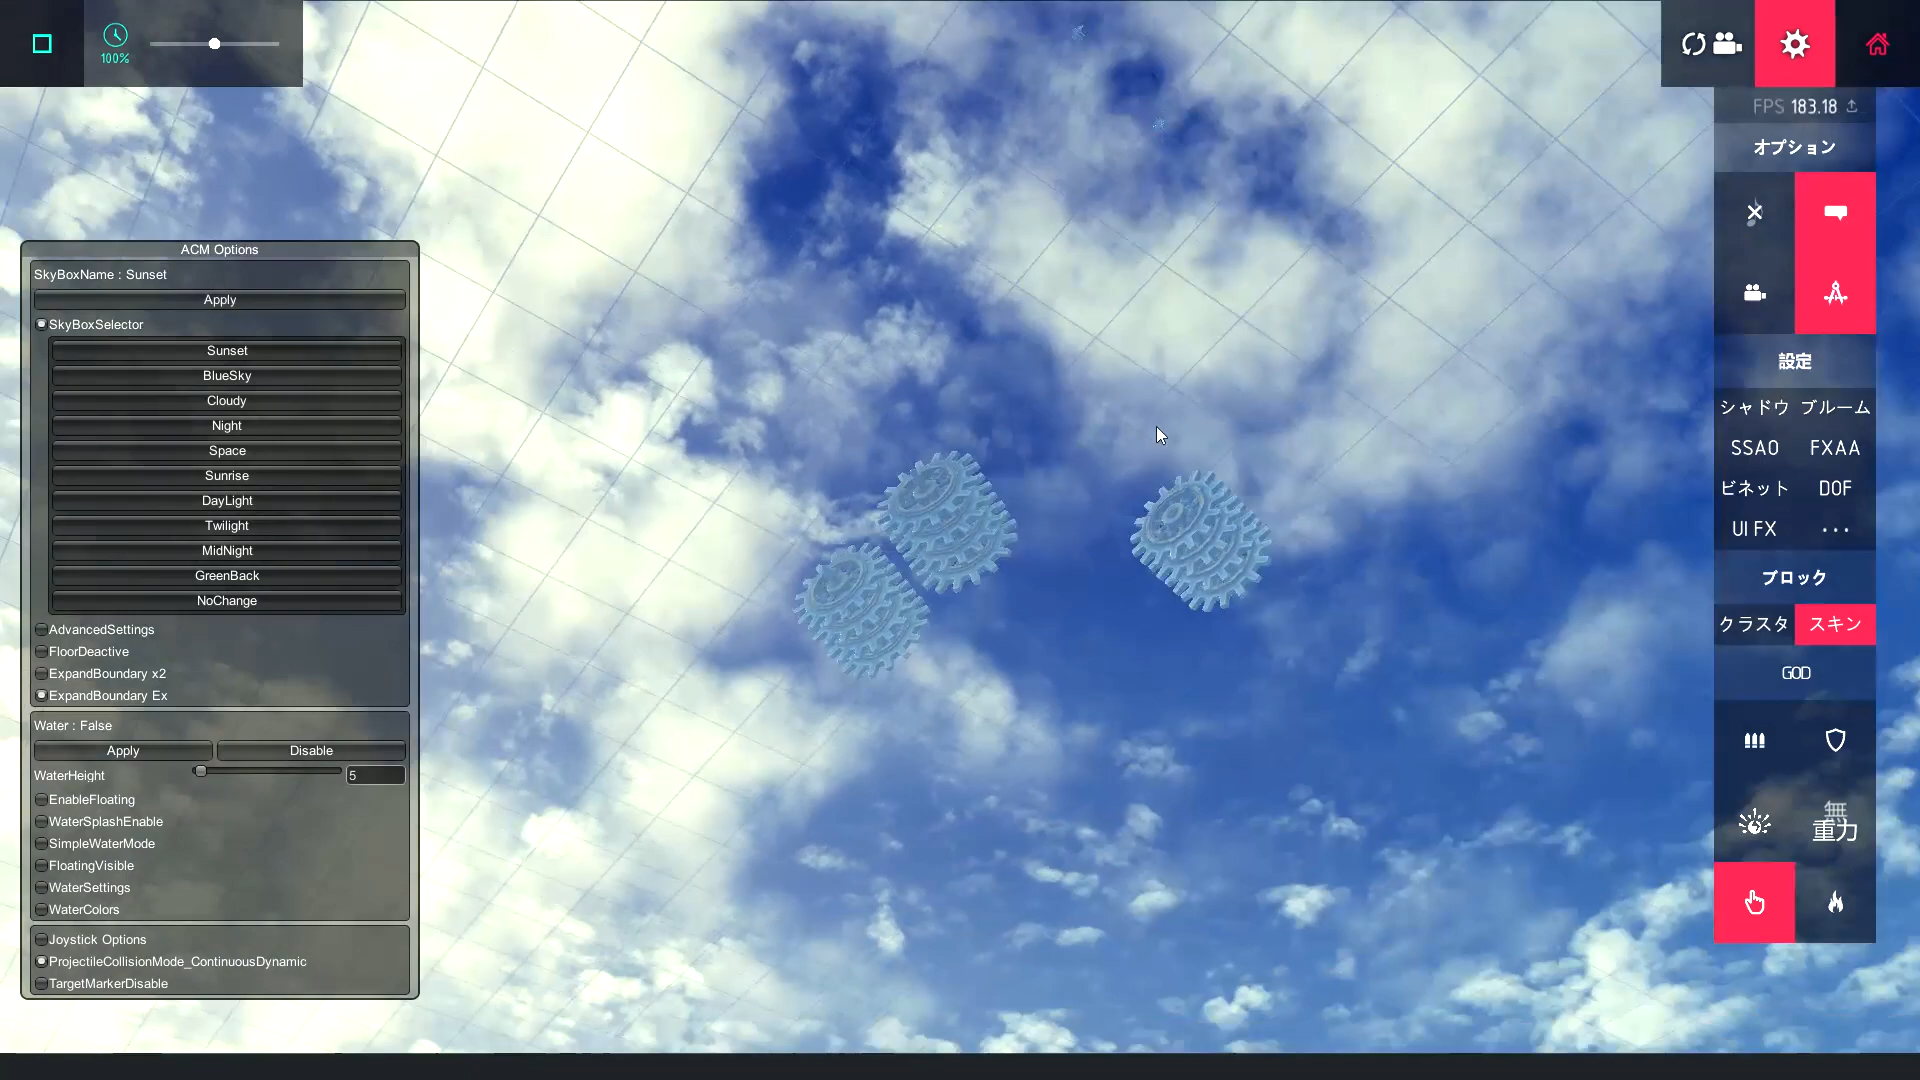 100%
FPS 183.18
オプション
ACM Options
SkyBoxName : Sunset
Apply
SkyBoxSelector
Sunset
BlueSky
Cloudy
Night
Space
Sunrise
DayLight
Twilight
MidNight
GreenBack
NoChange
AdvancedSettings
FloorDeactive
ExpandBoundary x2
ExpandBoundary Ex
Water : False
Apply Disable
WaterHeight 5
EnableFloating
WaterSplashEnable
SimpleWaterMode
FloatingVisible
WaterSettings
WaterColors
Joystick Options
ProjectileCollisionMode_ContinuousDynamic
TargetMarkerDisable
設定
シャドウ ブルーム
SSAO FXAA
ビネット DOF
UI FX ...
ブロック
クラスタ スキン
GOD
無
重力